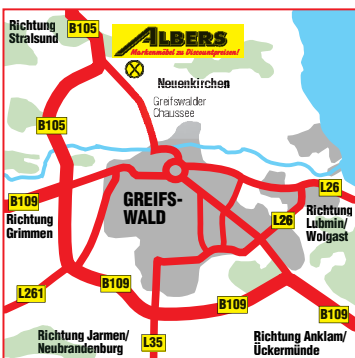 Richtung
Stralsund
B105
ALBERS
Markenmöbel zu Discountpreisen!
Neuenkirchen
Greifswalder
Chaussee
B105
B109
Richtung
Grimmen
GREIFS-
WALD
L26
L26
Richtung
Lubmin/
Wolgast
L261
B109
B109
B109
Richtung Jarmen/
Neubrandenburg
L35
Richtung Anklam/
Ückermünde